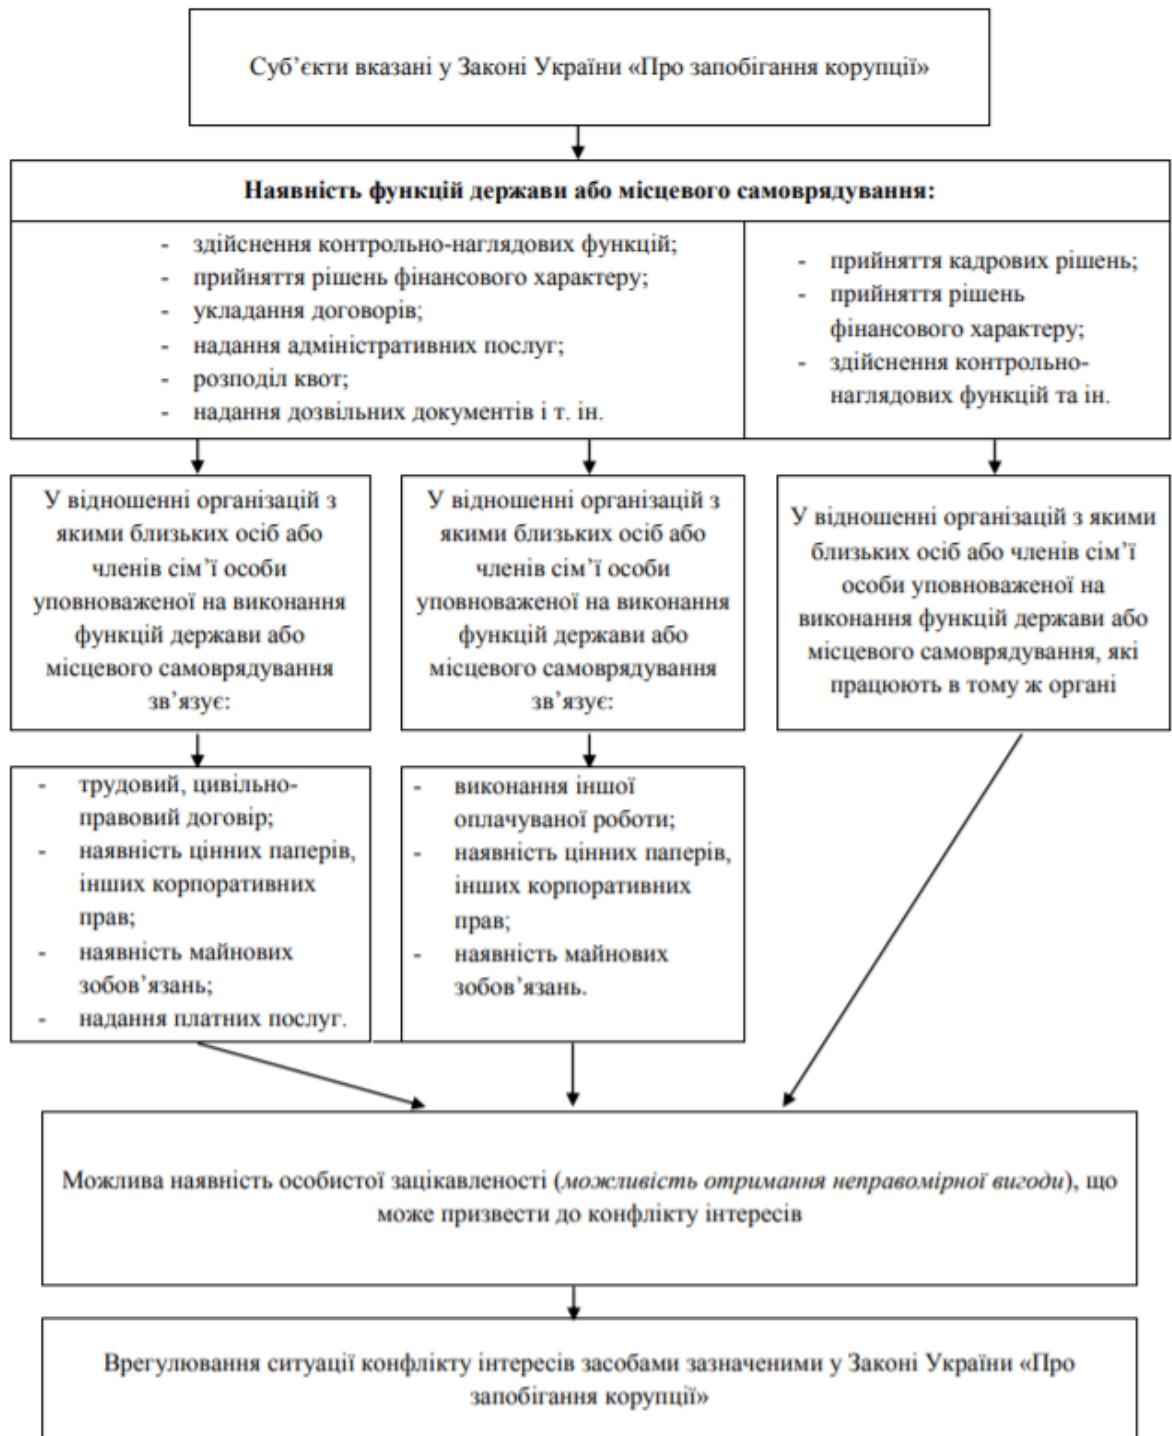 Суб’єкти вказані у Законі України «Про запобігання корупції»
Наявність функцій держави або місцевого самоврядування:
- здійснення контрольно-наглядових функцій;
- прийняття рішень фінансового характеру;
- укладання договорів;
- надання адміністративних послуг;
- розподіл квот;
- надання дозвільних документів і т. ін.
- прийняття кадрових рішень;
- прийняття рішень
фінансового характеру;
- здійснення контрольно-
наглядових функцій та ін.
У відношенні організацій з
якими близьких осіб або
членів сім’ї особи
уповноваженої на виконання
функцій держави або
місцевого самоврядування
зв’язує:
У відношенні організацій з
якими близьких осіб або
членів сім’ї особи
уповноваженої на виконання
функцій держави або
місцевого самоврядування
зв’язує:
У відношенні організацій з якими
близьких осіб або членів сім’ї
особи уповноваженої на
виконання функцій держави або
місцевого самоврядування, які
працюють в тому ж органі
- трудовий, цивільно-
правовий договір;
- наявність цінних паперів,
інших корпоративних
прав;
- наявність майнових
зобов’язань;
- надання платних послуг.
- виконання іншої
оплачуваної роботи;
- наявність цінних паперів,
інших корпоративних
прав;
- наявність майнових
зобов’язань.
Можлива наявність особистої зацікавленості (можливість отримання неправомірної вигоди), що
може призвести до конфлікту інтересів
Врегулювання ситуації конфлікту інтересів засобами зазначеними у Законі України «Про
запобігання корупції»